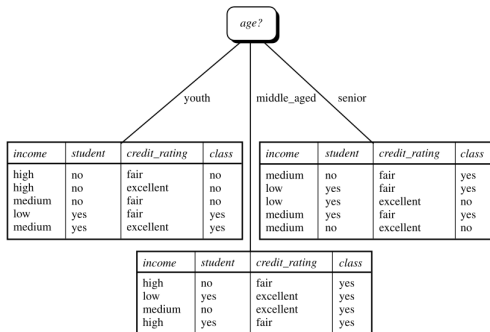 age?
youth
middle_aged
senior
income student credit_rating class
high no fair no
high no excellent no
medium no fair no
low yes fair yes
medium yes excellent yes
income student credit_rating class
medium no fair yes
low yes fair yes
low yes excellent no
medium yes fair yes
medium no excellent no
income student credit_rating class
high no fair yes
low yes excellent yes
medium no excellent yes
high yes fair yes